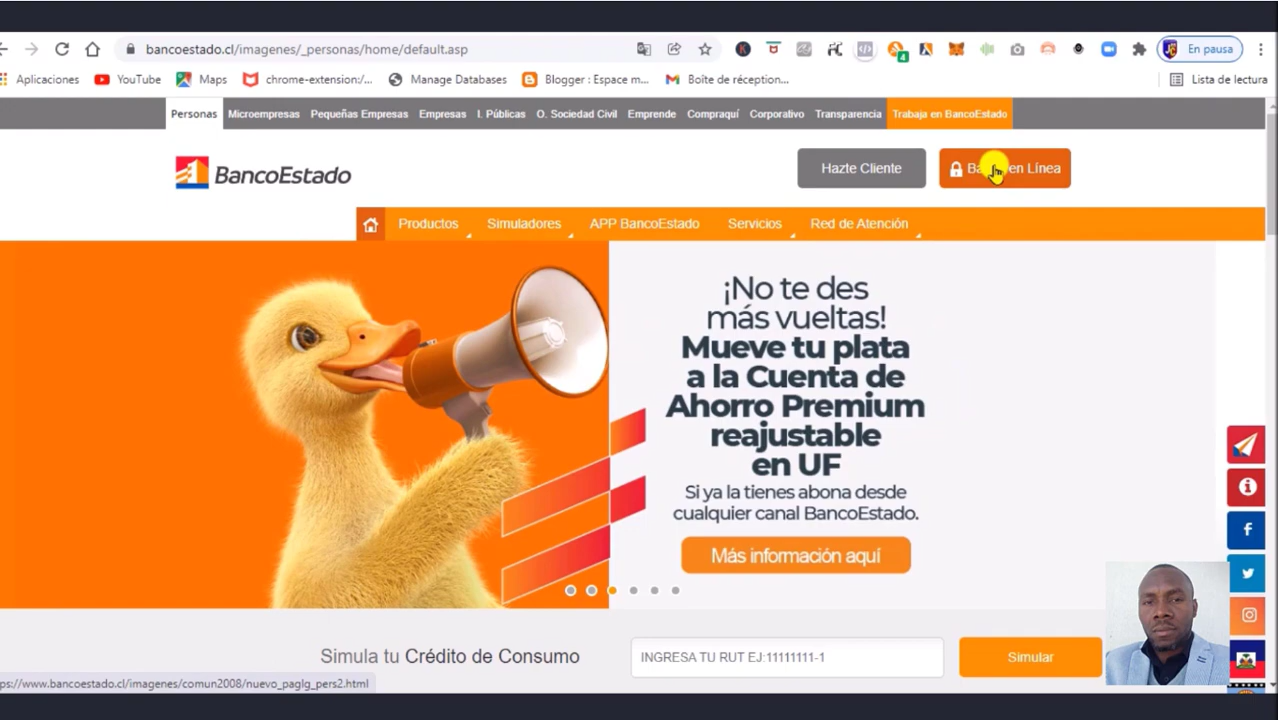 bancoestado.cl/imagenes/_personas/home/default.asp
4
En pausa
Aplicaciones
YouTube
Maps
chrome-extension:/...
Manage Databases
Blogger : Espace m...
Boîte de réception...
Lista de lectura
Personas
Microempresas
Pequeñas Empresas
Empresas
I. Públicas
O. Sociedad Civil
Emprende
Compraquí
Corporativo
Transparencia
Trabaja en BancoEstado
BancoEstado
Hazte Cliente
en Línea
Productos
Simuladores
APP BancoEstado
Servicios
Red de Atención
¡No te des
más vueltas!
Mueve tu plata
a la Cuenta de
Ahorro Premium
reajustable
en UF
Si ya la tienes abona desde
cualquier canal BancoEstado.
Más información aquí
Simula tu Crédito de Consumo
INGRESA TU RUT EJ:11111111-1
Simular
ps://www.bancoestado.cl/imagenes/comun2008/nuevo_paglg_pers2.html